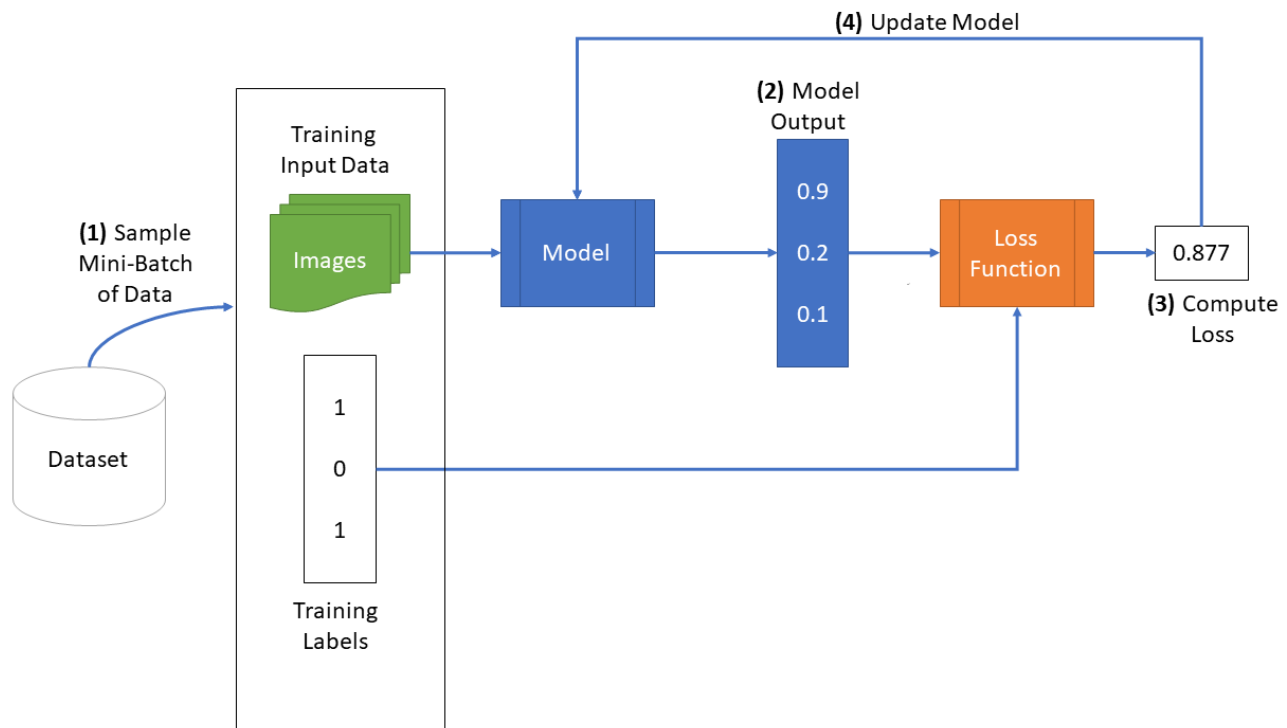 (4) Update Model
(2) Model
Output
Training
Input Data
0.9
(1) Sample
Mini-Batch
of Data
Images
Model
0.2
Loss
Function
0.877
0.1
(3) Compute
Loss
1
Dataset
0
1
Training
Labels